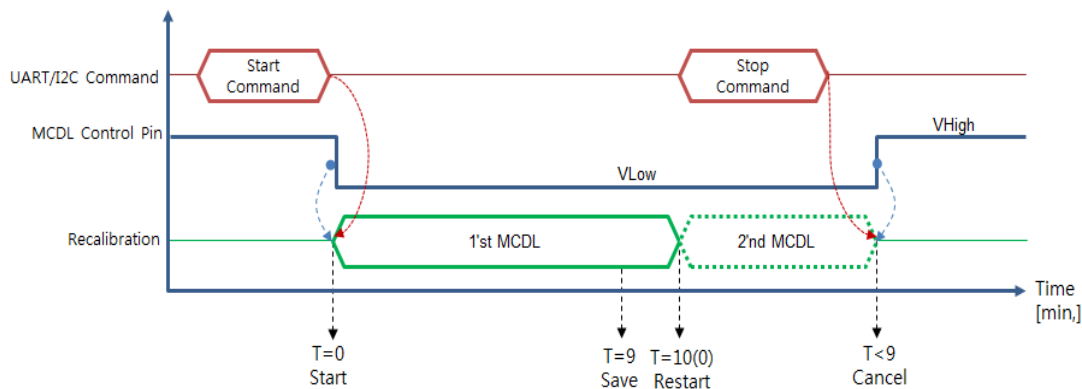 UART/I2C Command
Start
Command
Stop
Command
MCDL Control Pin
VHigh
VLow
Recalibration
1'st MCDL
2'nd MCDL
Time
[min,]
T=0
Start
T=9
Save
T=10(0)
Restart
T<9
Cancel